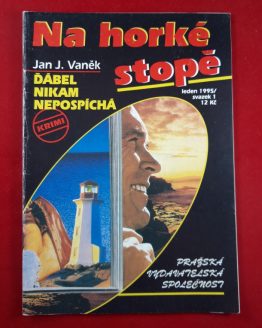 Na horké
stopě
Jan J. Vaněk
ĎÁBEL
NIKAM
NEPOSPÍCHÁ
KRIMI
leden 1995/
svazek 1
12 Kč
PRAŽSKÁ
VYDAVATELSKÁ
SPOLEČNOST